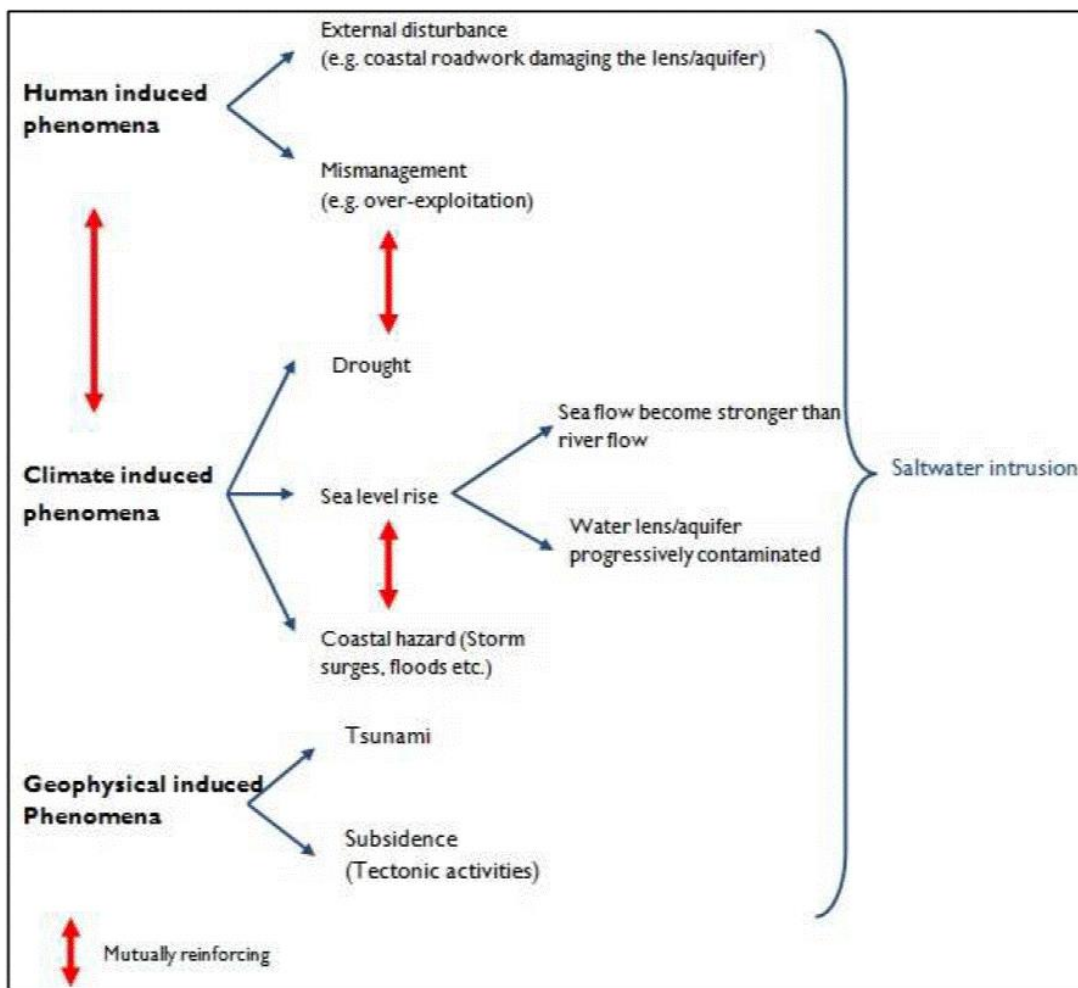 External disturbance
(e.g. coastal roadwork damaging the lens/aquifer)
Human induced
phenomena
Mismanagement
(e.g. over-exploitation)
Drought
Sea flow become stronger than
river flow
Climate induced
phenomena
Sea level rise
Saltwater intrusion
Water lens/aquifer
progressively contaminated
Coastal hazard (Storm
surges, floods etc.)
Tsunami
Geophysical induced
Phenomena
Subsidence
(Tectonic activities)
Mutually reinforcing